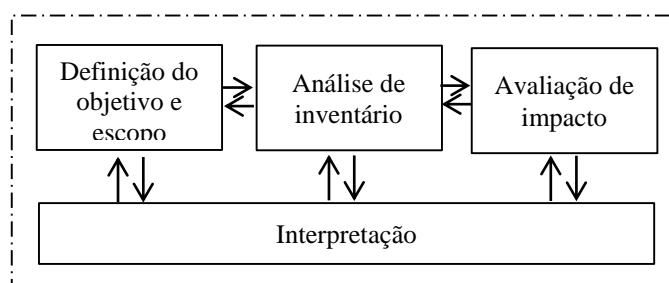 Definição do
objetivo e
escopo
Análise de
inventário
Avaliação de
impacto
Interpretação